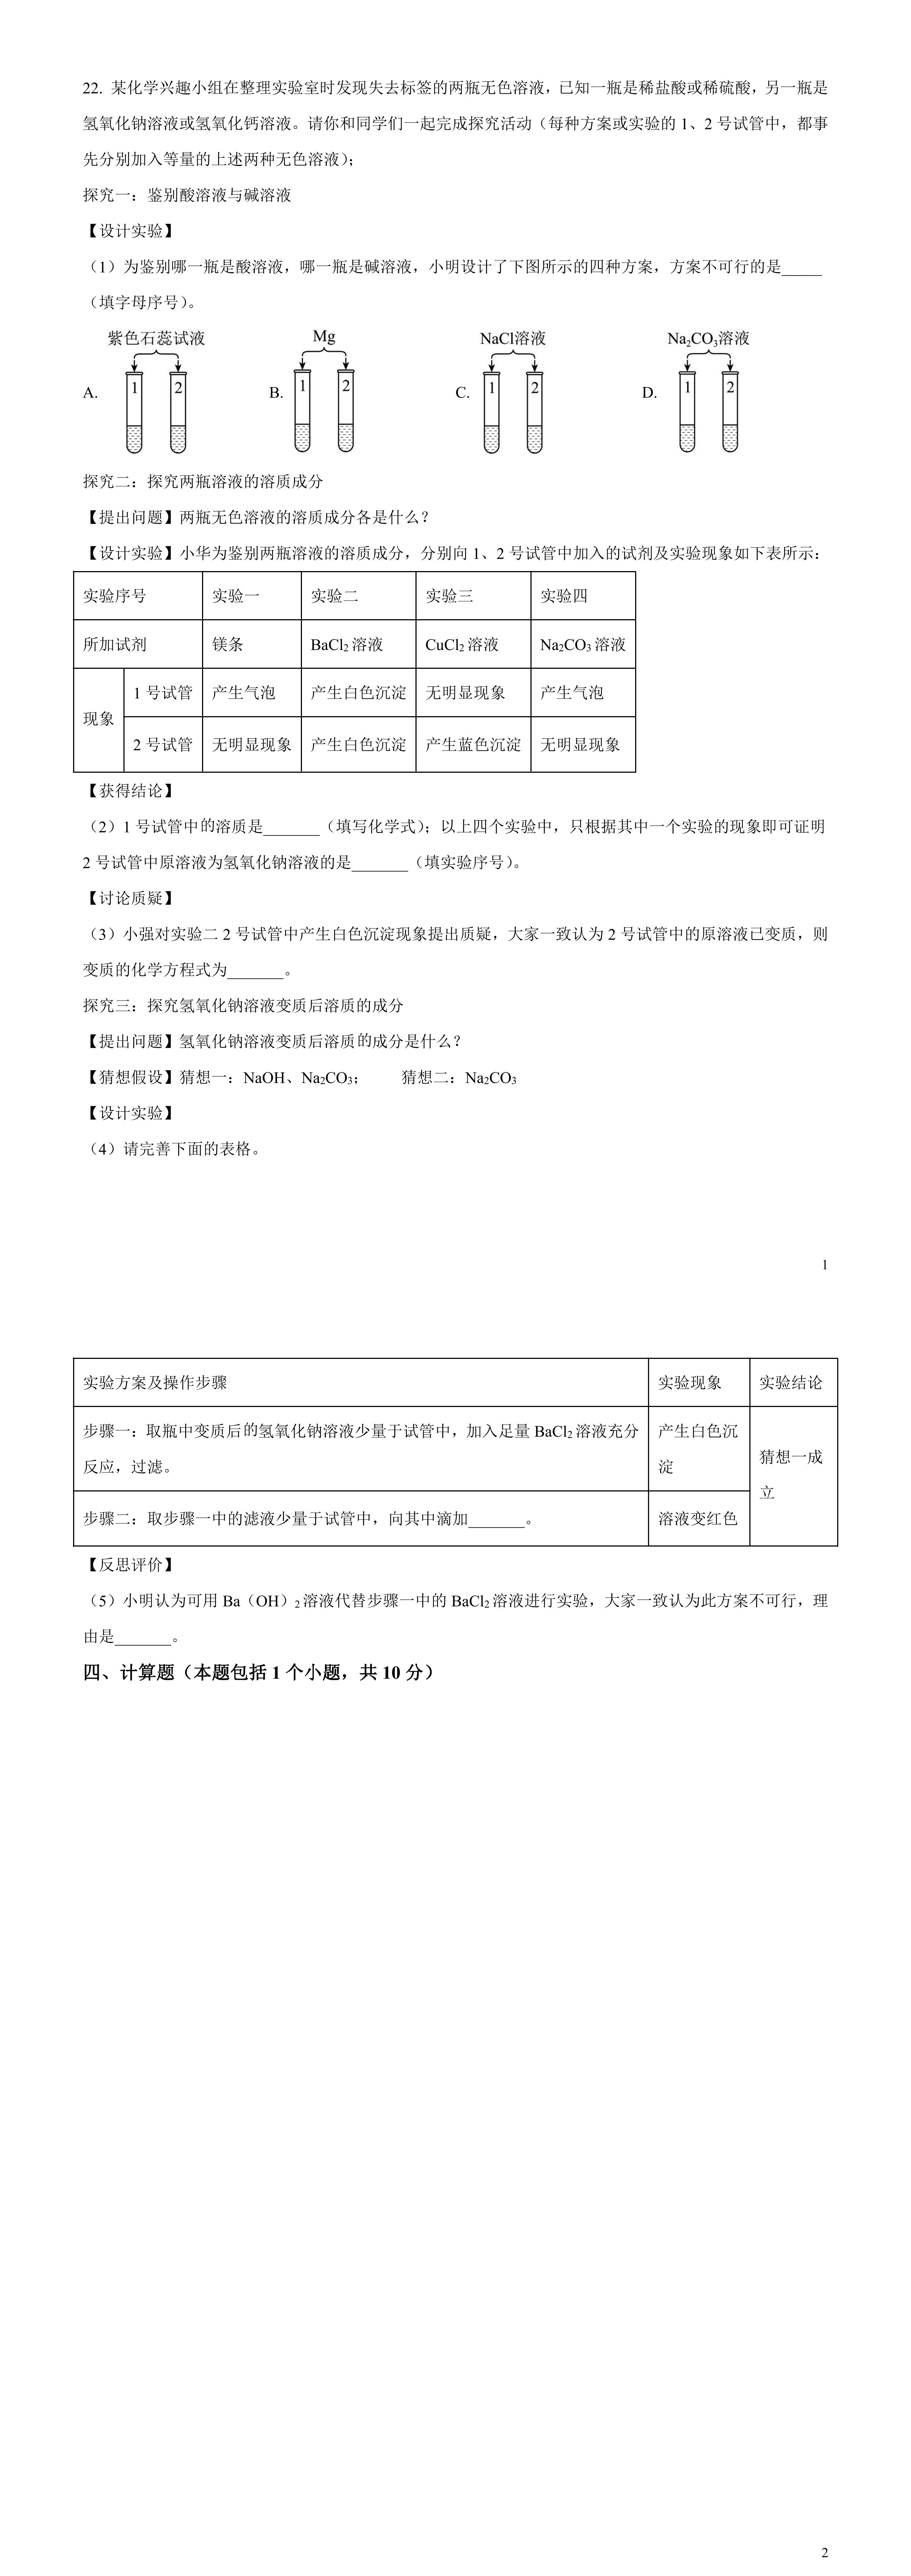 22. 某化学兴趣小组在整理实验室时发现失去标签的两瓶无色溶液，已知一瓶是稀盐酸或稀硫酸，另一瓶是
氢氧化钠溶液或氢氧化钙溶液。请你和同学们一起完成探究活动（每种方案或实验的 1、2 号试管中，都事
先分别加入等量的上述两种无色溶液）；
探究一：鉴别酸溶液与碱溶液
【设计实验】
（1）为鉴别哪一瓶是酸溶液，哪一瓶是碱溶液，小明设计了下图所示的四种方案，方案不可行的是_____
（填字母序号）。
紫色石蕊试液 Mg NaCl溶液 Na₂CO₃溶液
A. 1 2 B. 1 2 C. 1 2 D. 1 2
探究二：探究两瓶溶液的溶质成分
【提出问题】两瓶无色溶液的溶质成分各是什么？
【设计实验】小华为鉴别两瓶溶液的溶质成分，分别向 1、2 号试管中加入的试剂及实验现象如下表所示：
实验序号 实验一 实验二 实验三 实验四
所加试剂 镁条 BaCl₂ 溶液 CuCl₂ 溶液 Na₂CO₃ 溶液
现象 1 号试管 产生气泡 产生白色沉淀 无明显现象 产生气泡
2 号试管 无明显现象 产生白色沉淀 产生蓝色沉淀 无明显现象
【获得结论】
（2）1 号试管中的溶质是_______（填写化学式）；以上四个实验中，只根据其中一个实验的现象即可证明
2 号试管中原溶液为氢氧化钠溶液的是_______（填实验序号）。
【讨论质疑】
（3）小强对实验二 2 号试管中产生白色沉淀现象提出质疑，大家一致认为 2 号试管中的原溶液已变质，则
变质的化学方程式为_______。
探究三：探究氢氧化钠溶液变质后溶质的成分
【提出问题】氢氧化钠溶液变质后溶质的成分是什么？
【猜想假设】猜想一：NaOH、Na₂CO₃； 猜想二：Na₂CO₃
【设计实验】
（4）请完善下面的表格。
1
实验方案及操作步骤 实验现象 实验结论
步骤一：取瓶中变质后的氢氧化钠溶液少量于试管中，加入足量 BaCl₂ 溶液充分
反应，过滤。
产生白色沉
淀
猜想一成
立
步骤二：取步骤一中的滤液少量于试管中，向其中滴加_______。 溶液变红色
【反思评价】
（5）小明认为可用 Ba（OH）₂ 溶液代替步骤一中的 BaCl₂ 溶液进行实验，大家一致认为此方案不可行，理
由是_______。
四、计算题（本题包括 1 个小题，共 10 分）
2